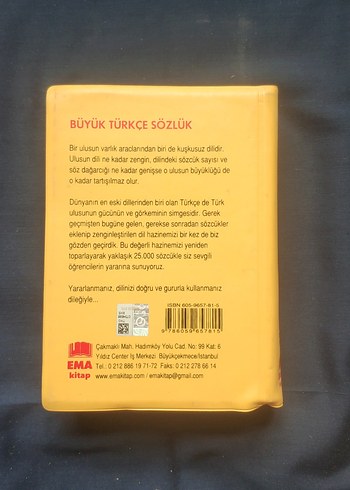 BÜYÜK TÜRKÇE SÖZLÜK
Bir ulusun varlık araçlarından biri de kuşkusuz dilidir.
Ulusun dili ne kadar zengin, dilindeki sözcük sayısı ve
söz dağarcığı ne kadar genişse o ulusun büyüklüğü de
o kadar tartışılmaz olur.
Dünyanın en eski dillerinden biri olan Türkçe de Türk
ulusunun gücünün ve görkeminin simgesidir. Gerek
geçmişten bugüne gelen, gerekse sonradan sözcükler
eklenip zenginleştirilen dil hazinemizi bir kez de biz
gözden geçirdik. Bu değerli hazinemizi yeniden
toparlayarak yaklaşık 25.000 sözcükle siz sevgili
öğrencilerin yararına sunuyoruz.
Yararlanmanız, dilinizi doğru ve gururla kullanmanız
dileğiyle...
ISBN 605-9657-81-5
9786059657815
EMA
kitap
Çakmaklı Mah. Hadımköy Yolu Cad. No: 99 Kat: 6
Yıldız Center İş Merkezi Büyükçekmece/İstanbul
Tel.: 0 212 886 19 71-72 Faks: 0 212 278 66 14
www.emakitap.com / emakitap@gmail.com